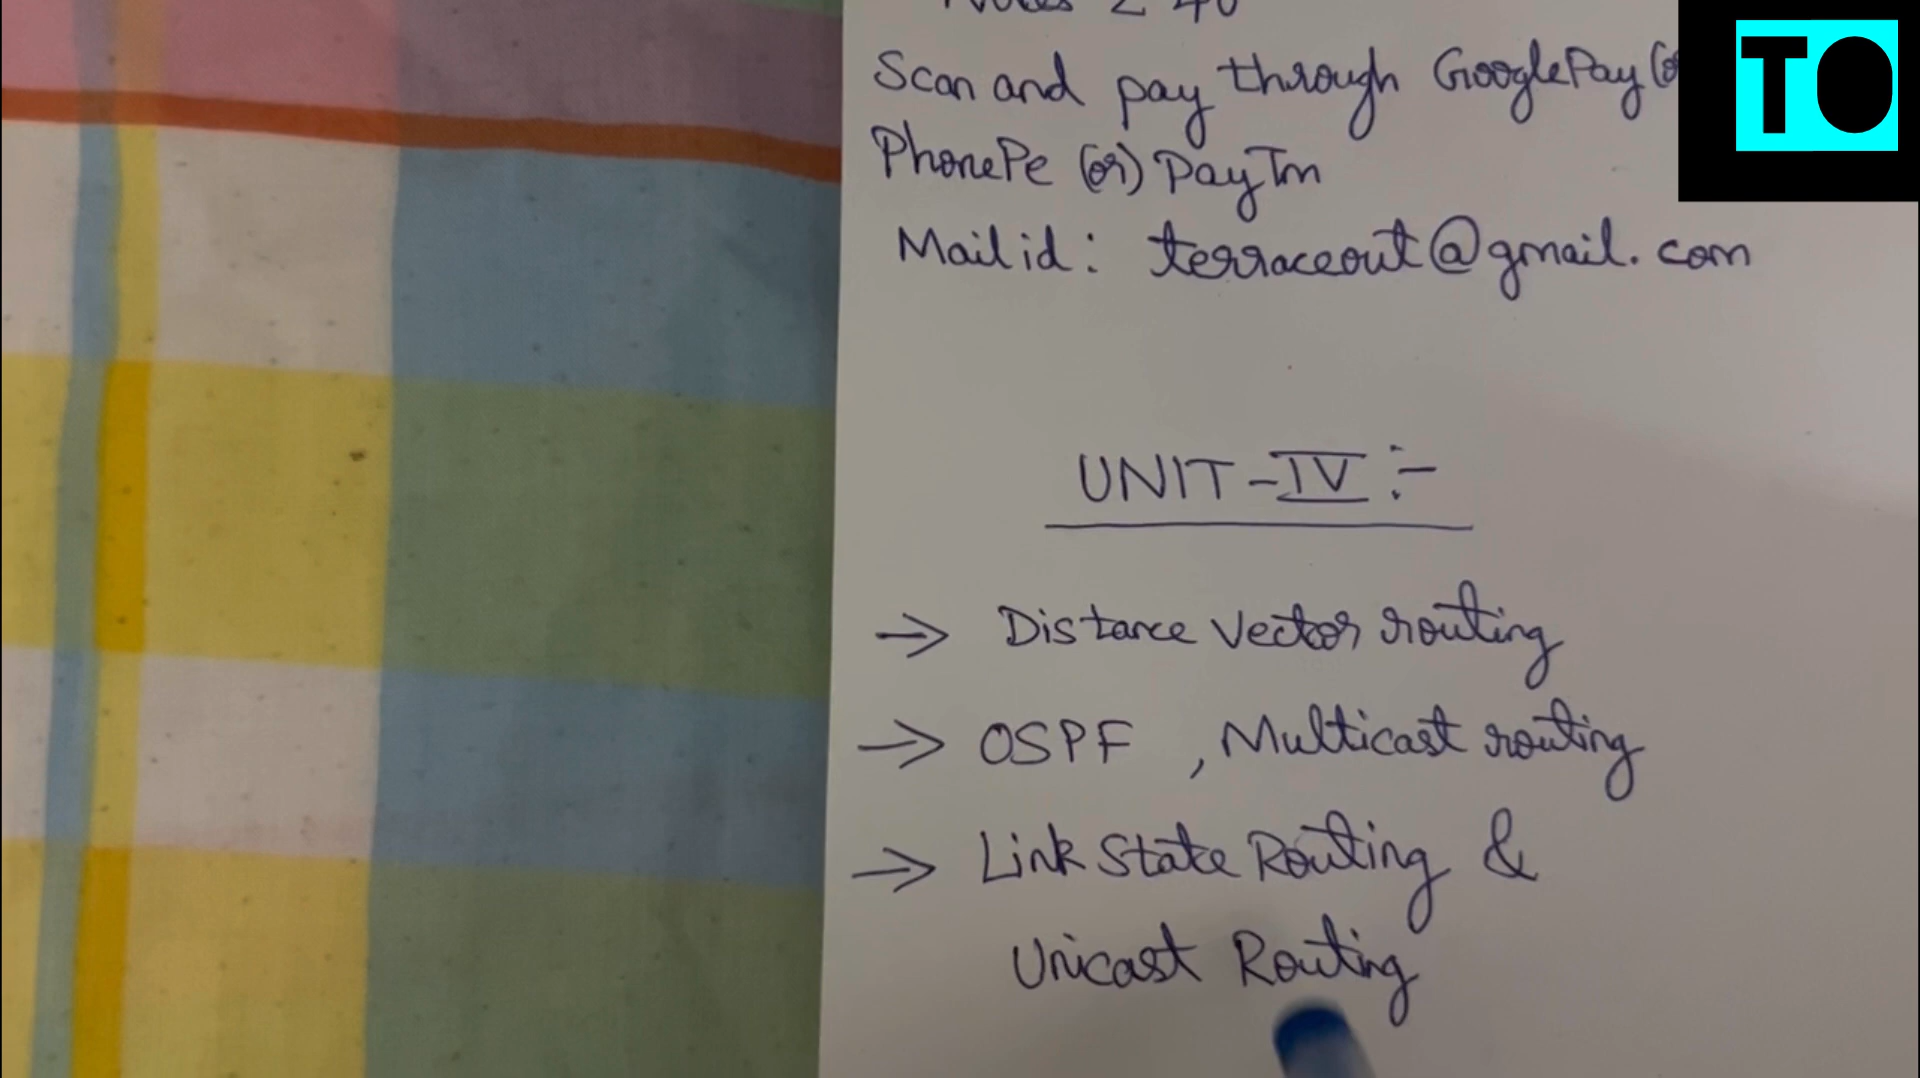 Scan and pay through GooglePay
PhonePe (or) PayTm
Mail id : terraceout@gmail.com
UNIT-IV :-
→ Distance Vector routing
→ OSPF , Multicast routing
→ Link State Routing &
Unicast Routing
TO